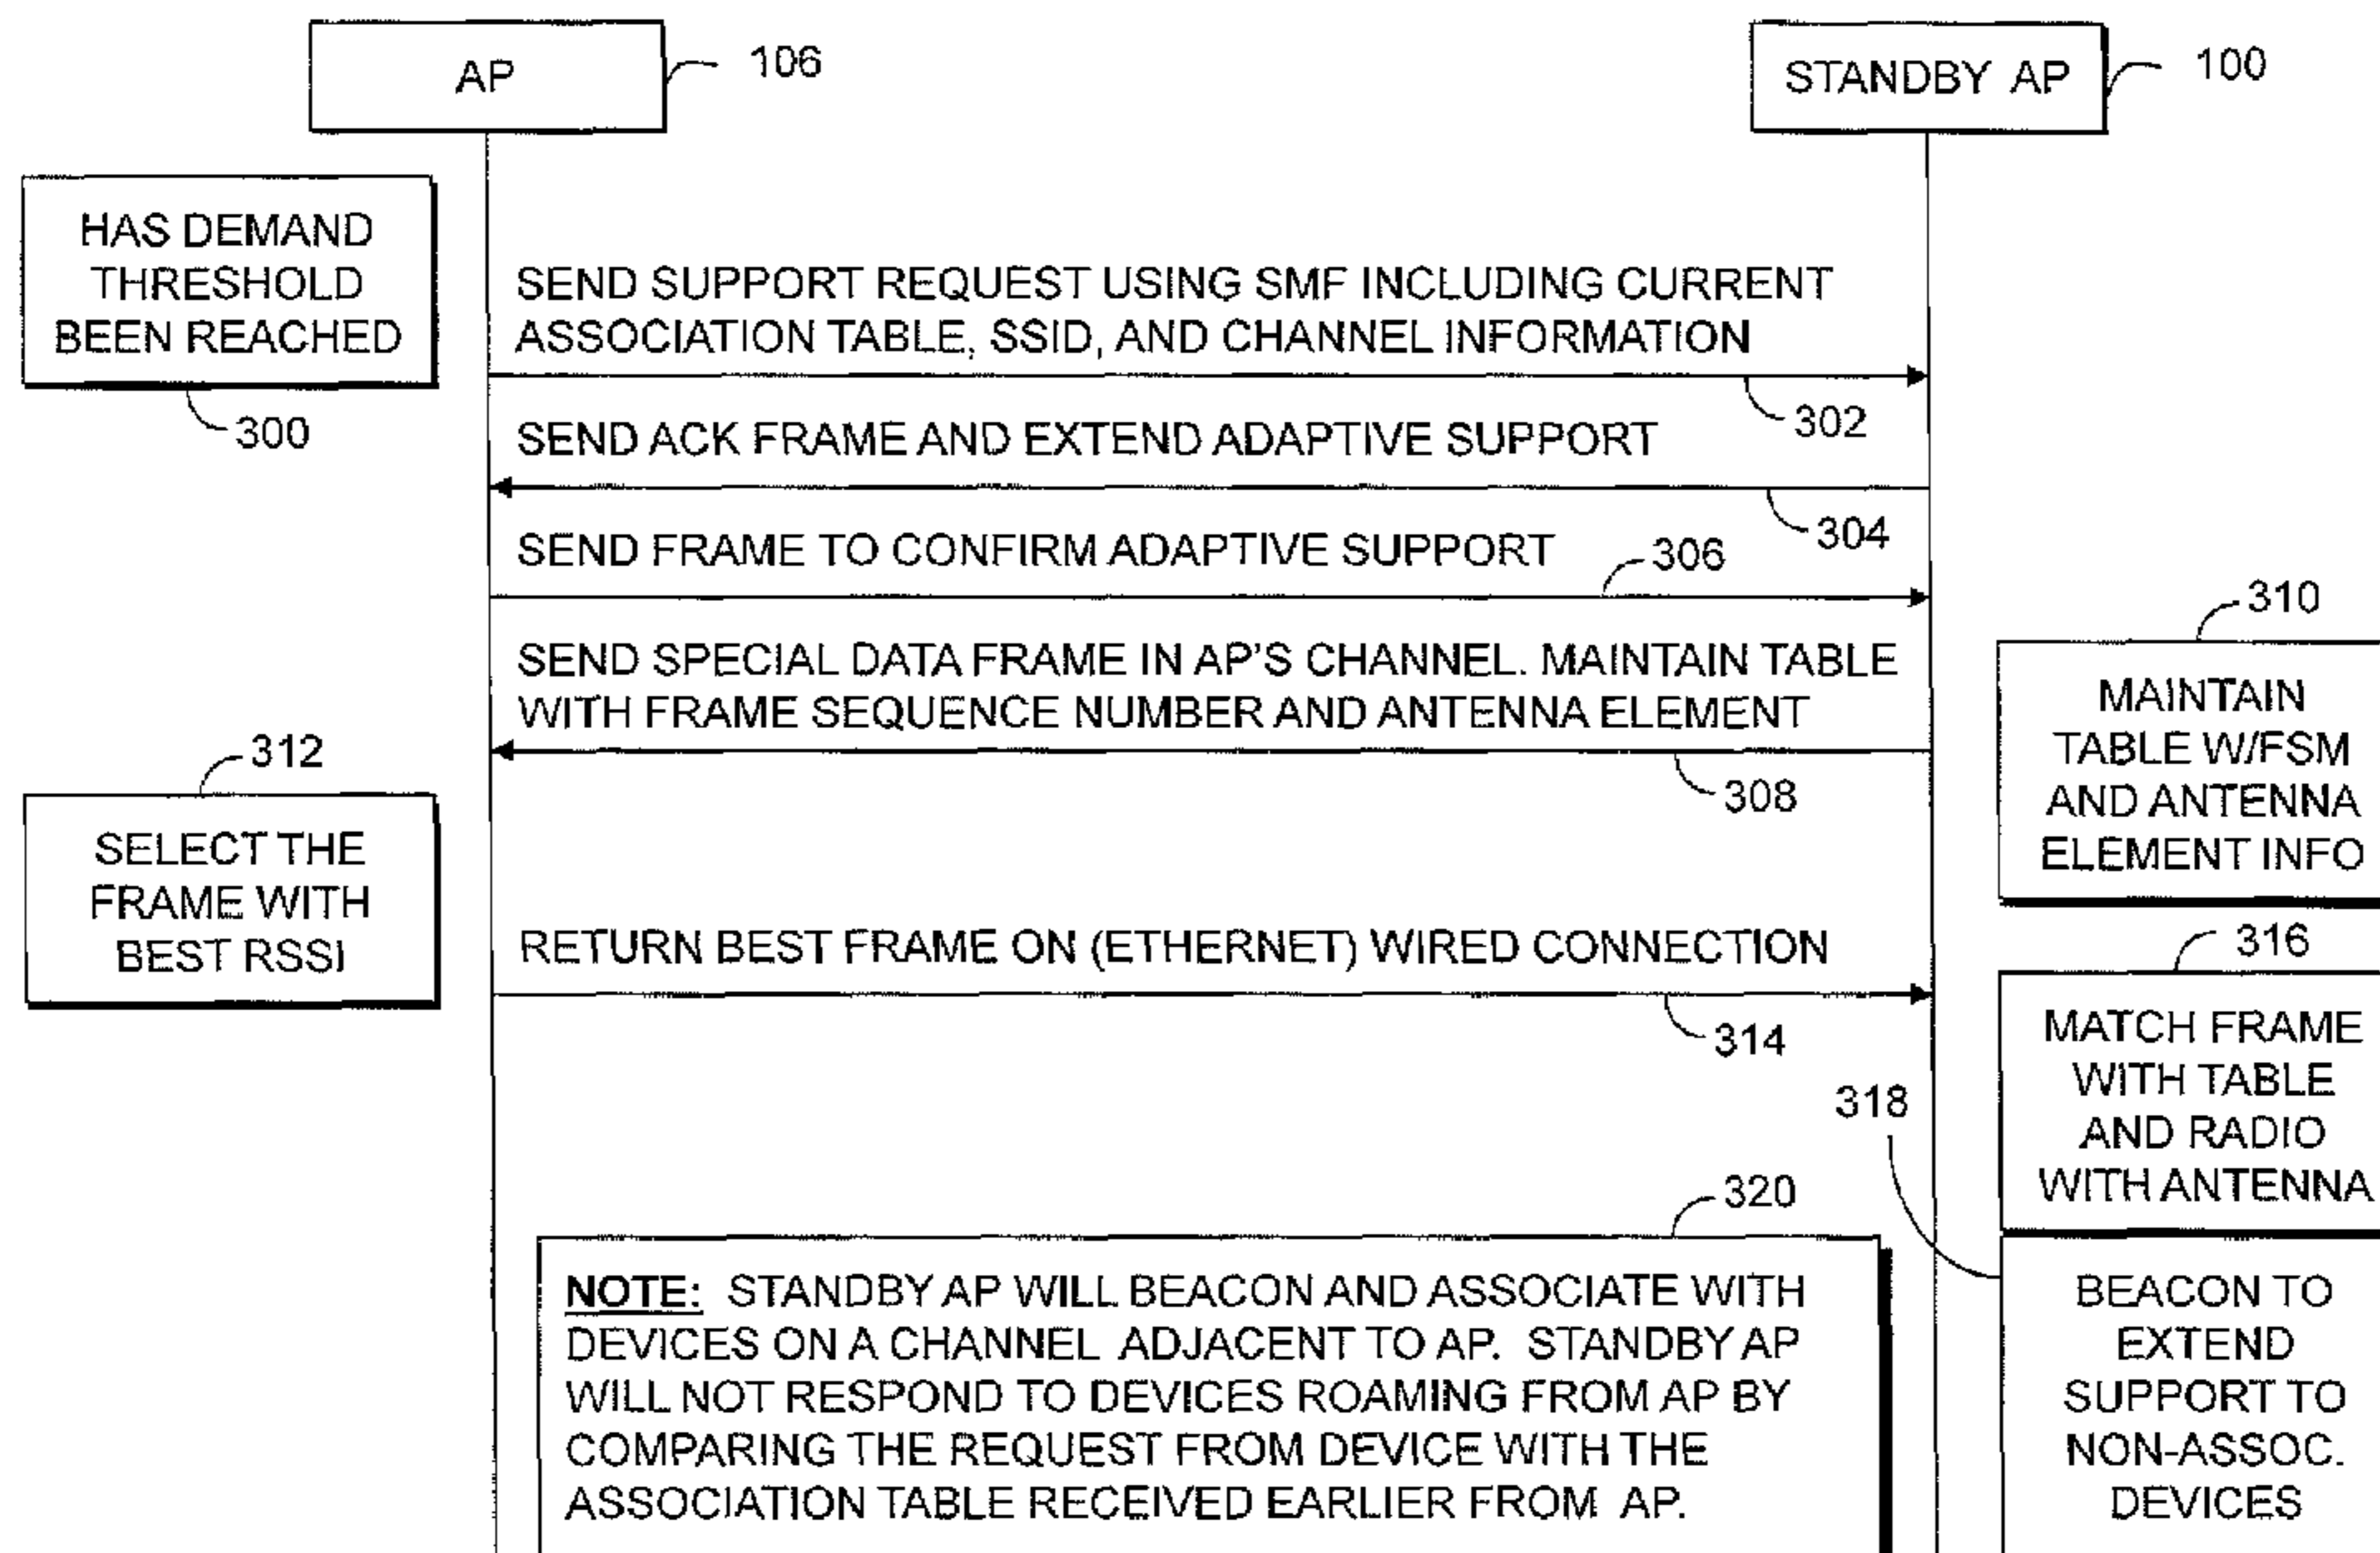 AP
106
STANDBY AP
100
HAS DEMAND
THRESHOLD
BEEN REACHED
300
SEND SUPPORT REQUEST USING SMF INCLUDING CURRENT
ASSOCIATION TABLE, SSID, AND CHANNEL INFORMATION
302
SEND ACK FRAME AND EXTEND ADAPTIVE SUPPORT
304
SEND FRAME TO CONFIRM ADAPTIVE SUPPORT
306
SEND SPECIAL DATA FRAME IN AP'S CHANNEL. MAINTAIN TABLE
WITH FRAME SEQUENCE NUMBER AND ANTENNA ELEMENT
308
310
MAINTAIN
TABLE W/FSM
AND ANTENNA
ELEMENT INFO
312
SELECT THE
FRAME WITH
BEST RSSI
RETURN BEST FRAME ON (ETHERNET) WIRED CONNECTION
314
316
MATCH FRAME
WITH TABLE
AND RADIO
WITH ANTENNA
318
BEACON TO
EXTEND
SUPPORT TO
NON-ASSOC.
DEVICES
320
NOTE: STANDBY AP WILL BEACON AND ASSOCIATE WITH
DEVICES ON A CHANNEL ADJACENT TO AP. STANDBY AP
WILL NOT RESPOND TO DEVICES ROAMING FROM AP BY
COMPARING THE REQUEST FROM DEVICE WITH THE
ASSOCIATION TABLE RECEIVED EARLIER FROM AP.